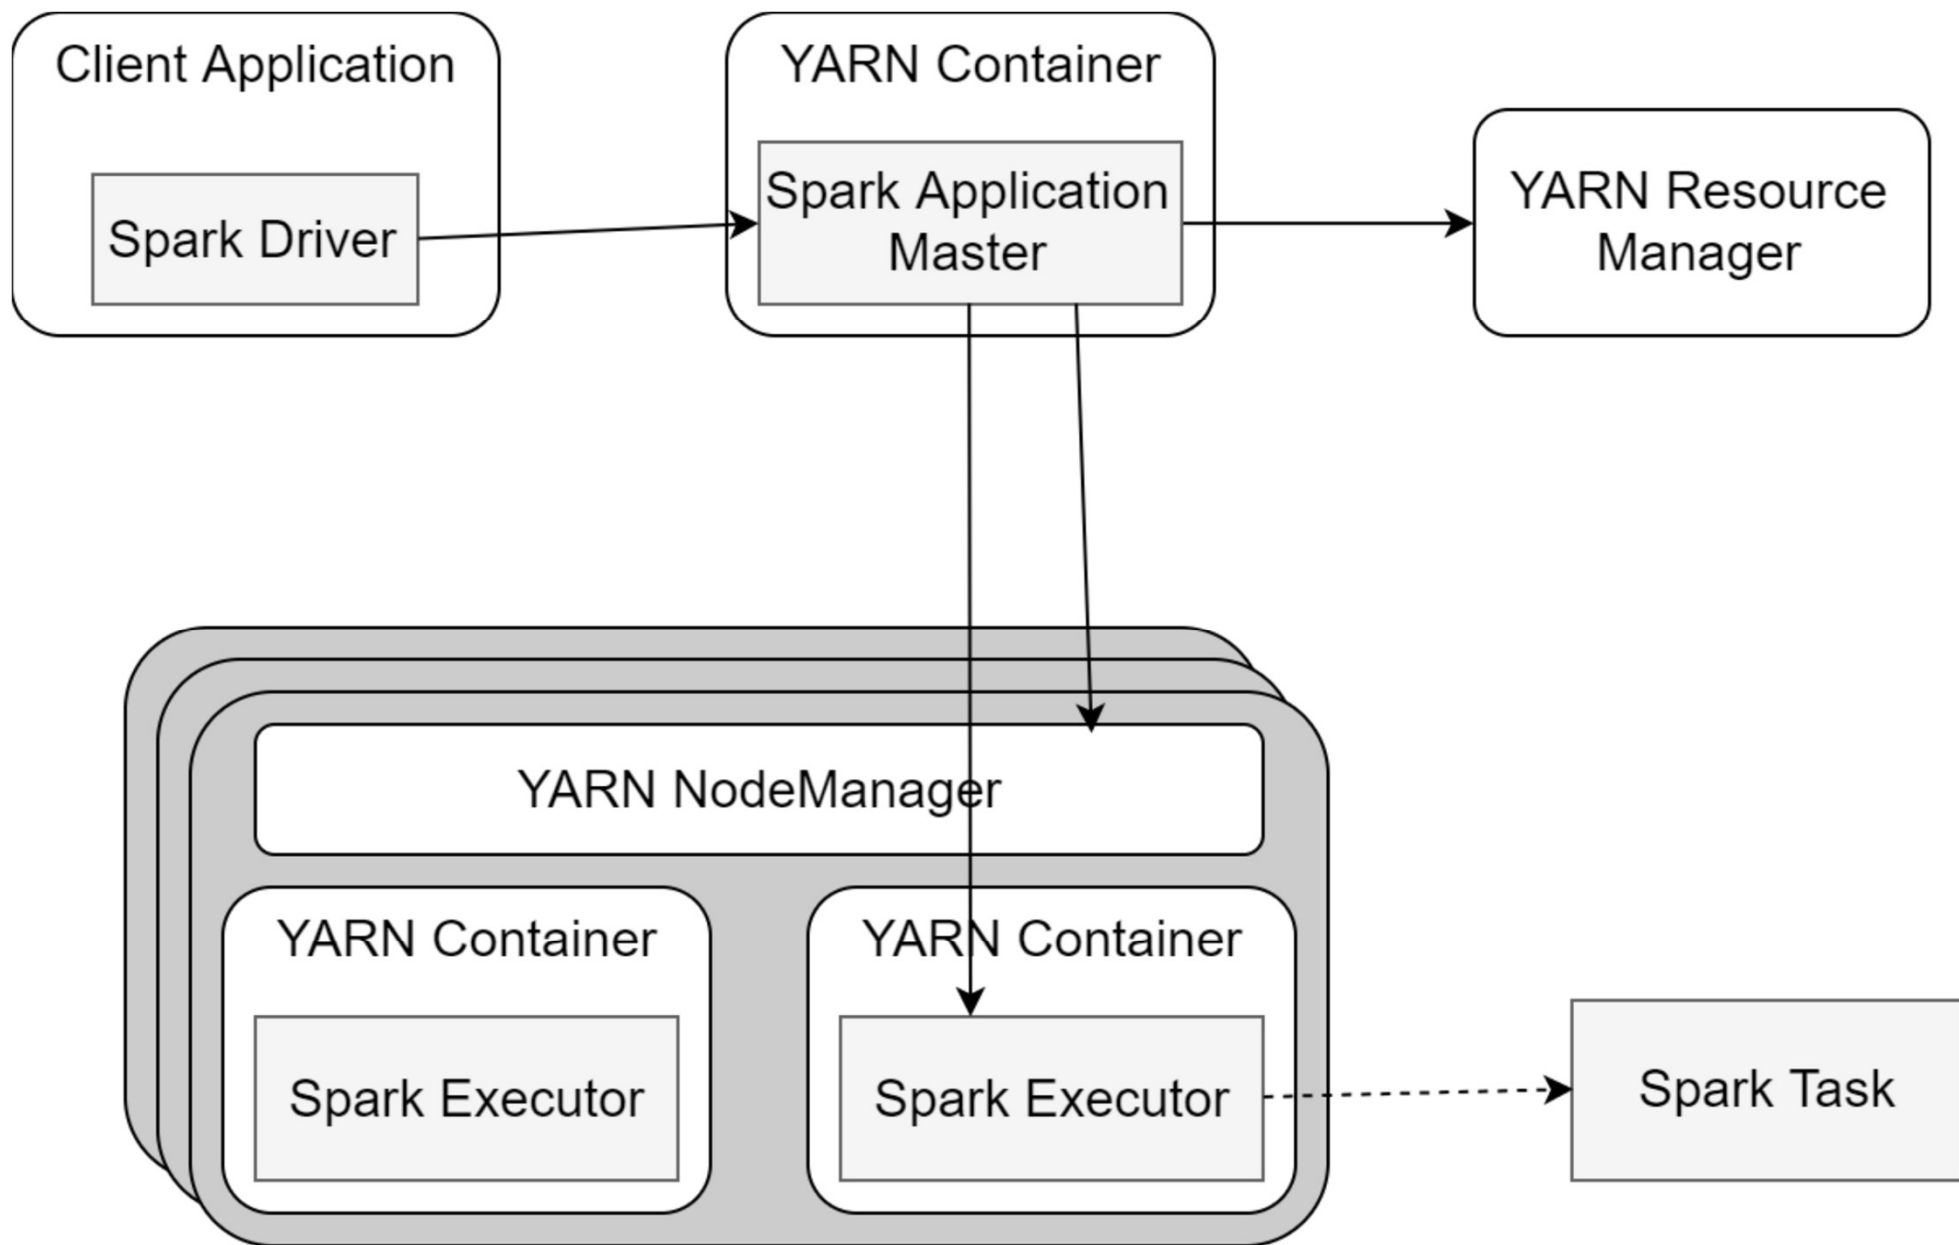 Client Application
YARN Container
Spark Driver
Spark Application
Master
YARN Resource
Manager
YARN NodeManager
YARN Container
YARN Container
Spark Executor
Spark Executor
Spark Task